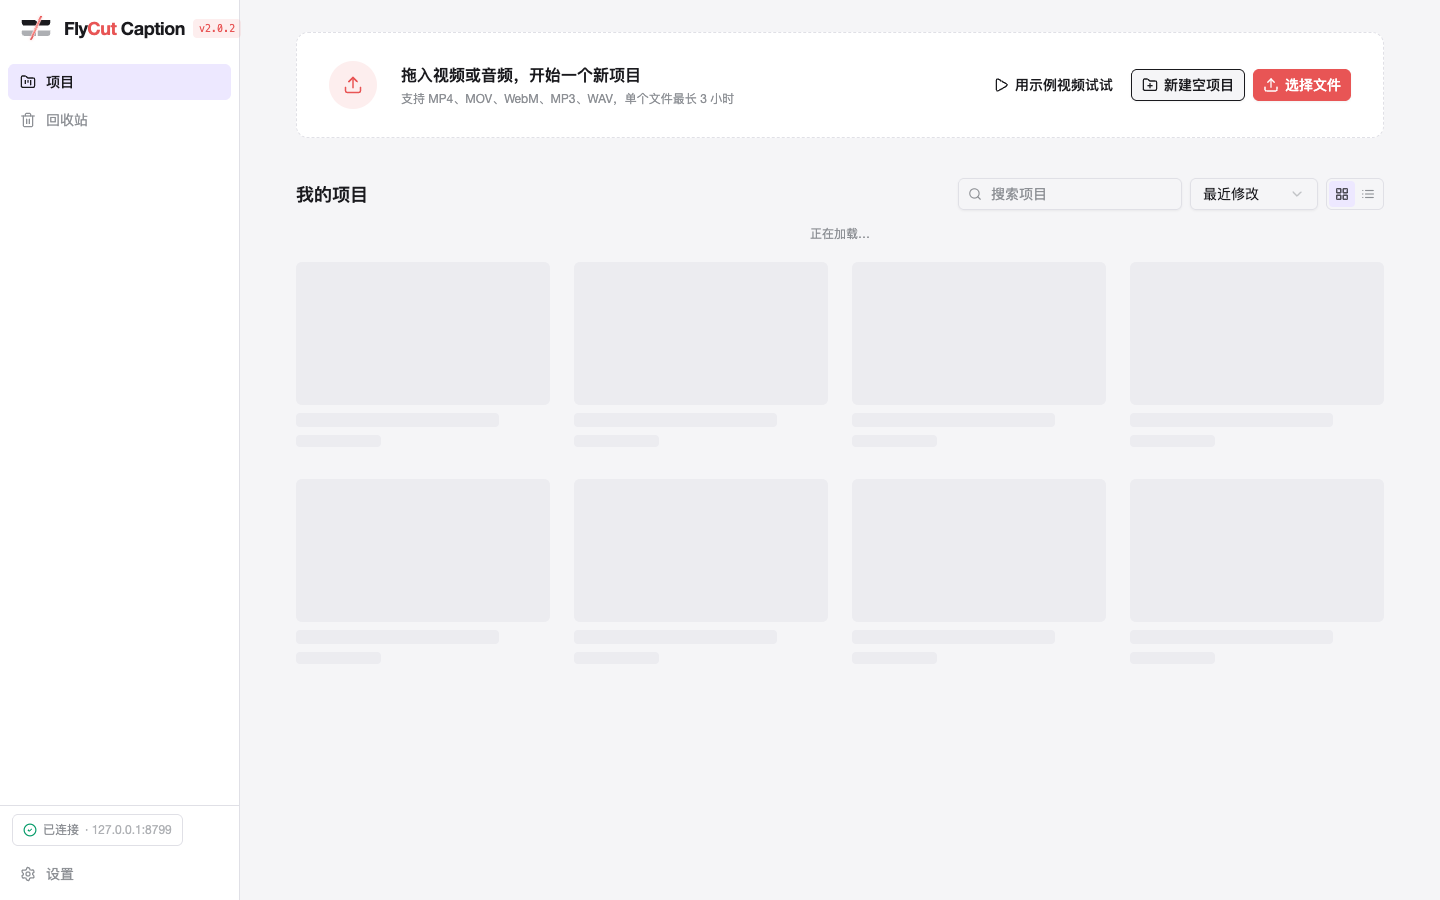 FlyCut Caption v2.0.2
项目
回收站
拖入视频或音频，开始一个新项目
支持 MP4、MOV、WebM、MP3、WAV，单个文件最长 3 小时
用示例视频试试
新建空项目
选择文件
我的项目
搜索项目
最近修改
正在加载...
已连接 · 127.0.0.1:8799
设置